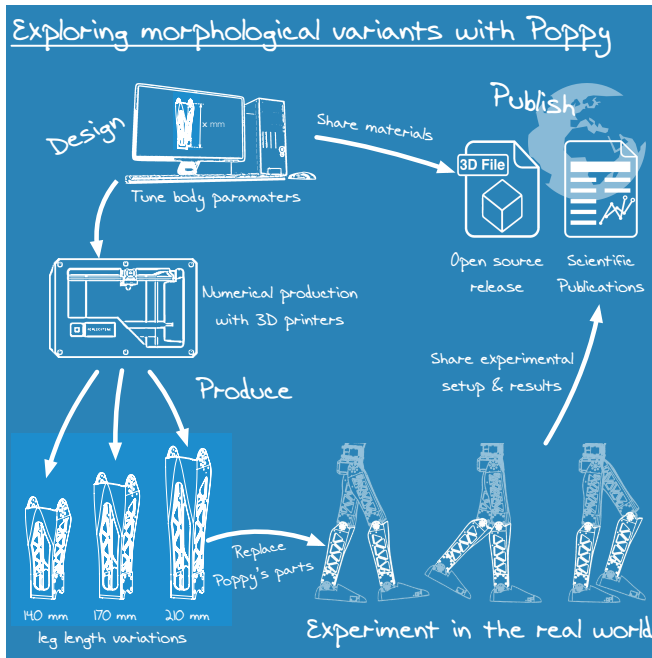 Exploring morphological variants with Poppy
Design
x mm
Tune body paramaters
Share materials
Publish
3D File
Open source
release
Scientific
Publications
Numerical production
with 3D printers
Produce
Share experimental
setup & results
140 mm
170 mm
210 mm
leg length variations
Replace
Poppy's parts
Experiment in the real world